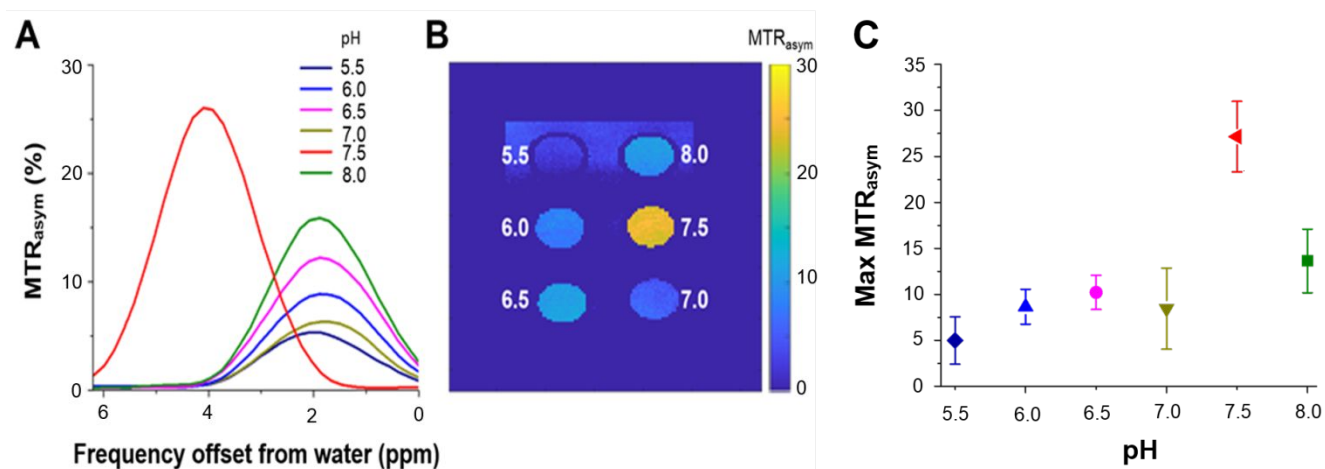 A
pH
5.5
6.0
6.5
7.0
7.5
8.0
30
20
10
0
MTRasym (%)
6 4 2 0
Frequency offset from water (ppm)
B
MTRasym
5.5 8.0
6.0 7.5
6.5 7.0
30
20
10
0
C
35
30
25
20
15
10
5
0
Max MTRasym
5.5 6.0 6.5 7.0 7.5 8.0
pH